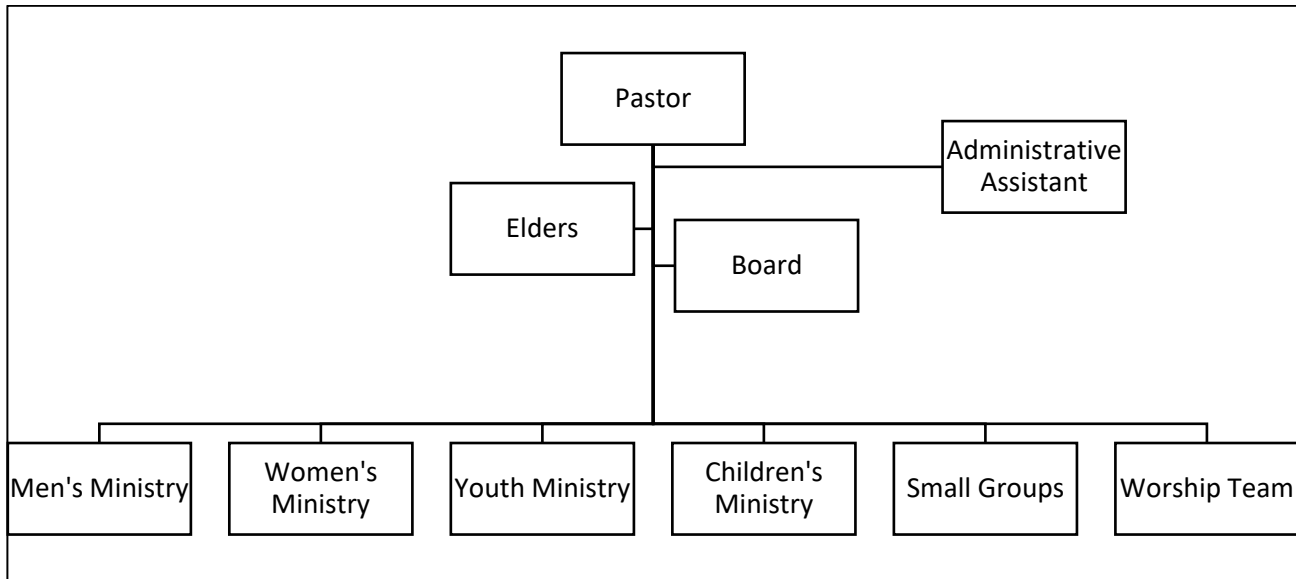 Pastor
Administrative
Assistant
Elders
Board
Men's Ministry
Women's
Ministry
Youth Ministry
Children's
Ministry
Small Groups
Worship Team